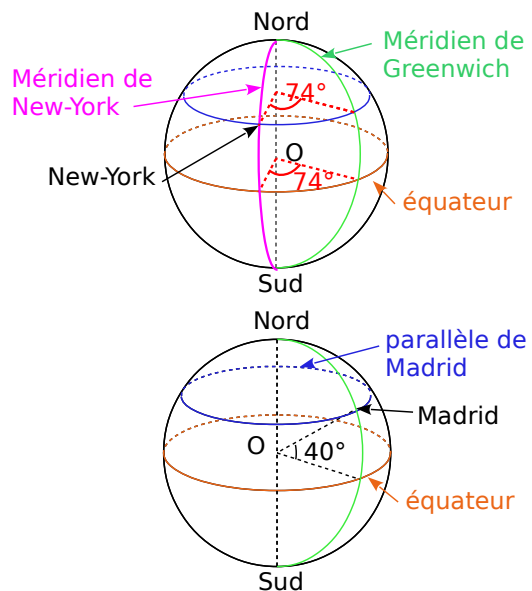 Nord
Méridien de
Greenwich
Méridien de
New-York
74°
New-York
O
74°
équateur
Sud
Nord
parallèle de
Madrid
Madrid
O
40°
équateur
Sud